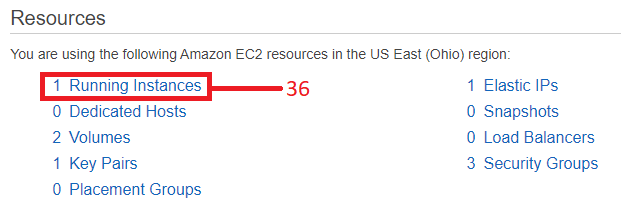 Resources
You are using the following Amazon EC2 resources in the US East (Ohio) region:
1 Running Instances 36 1 Elastic IPs
0 Dedicated Hosts 0 Snapshots
2 Volumes 0 Load Balancers
1 Key Pairs 3 Security Groups
0 Placement Groups